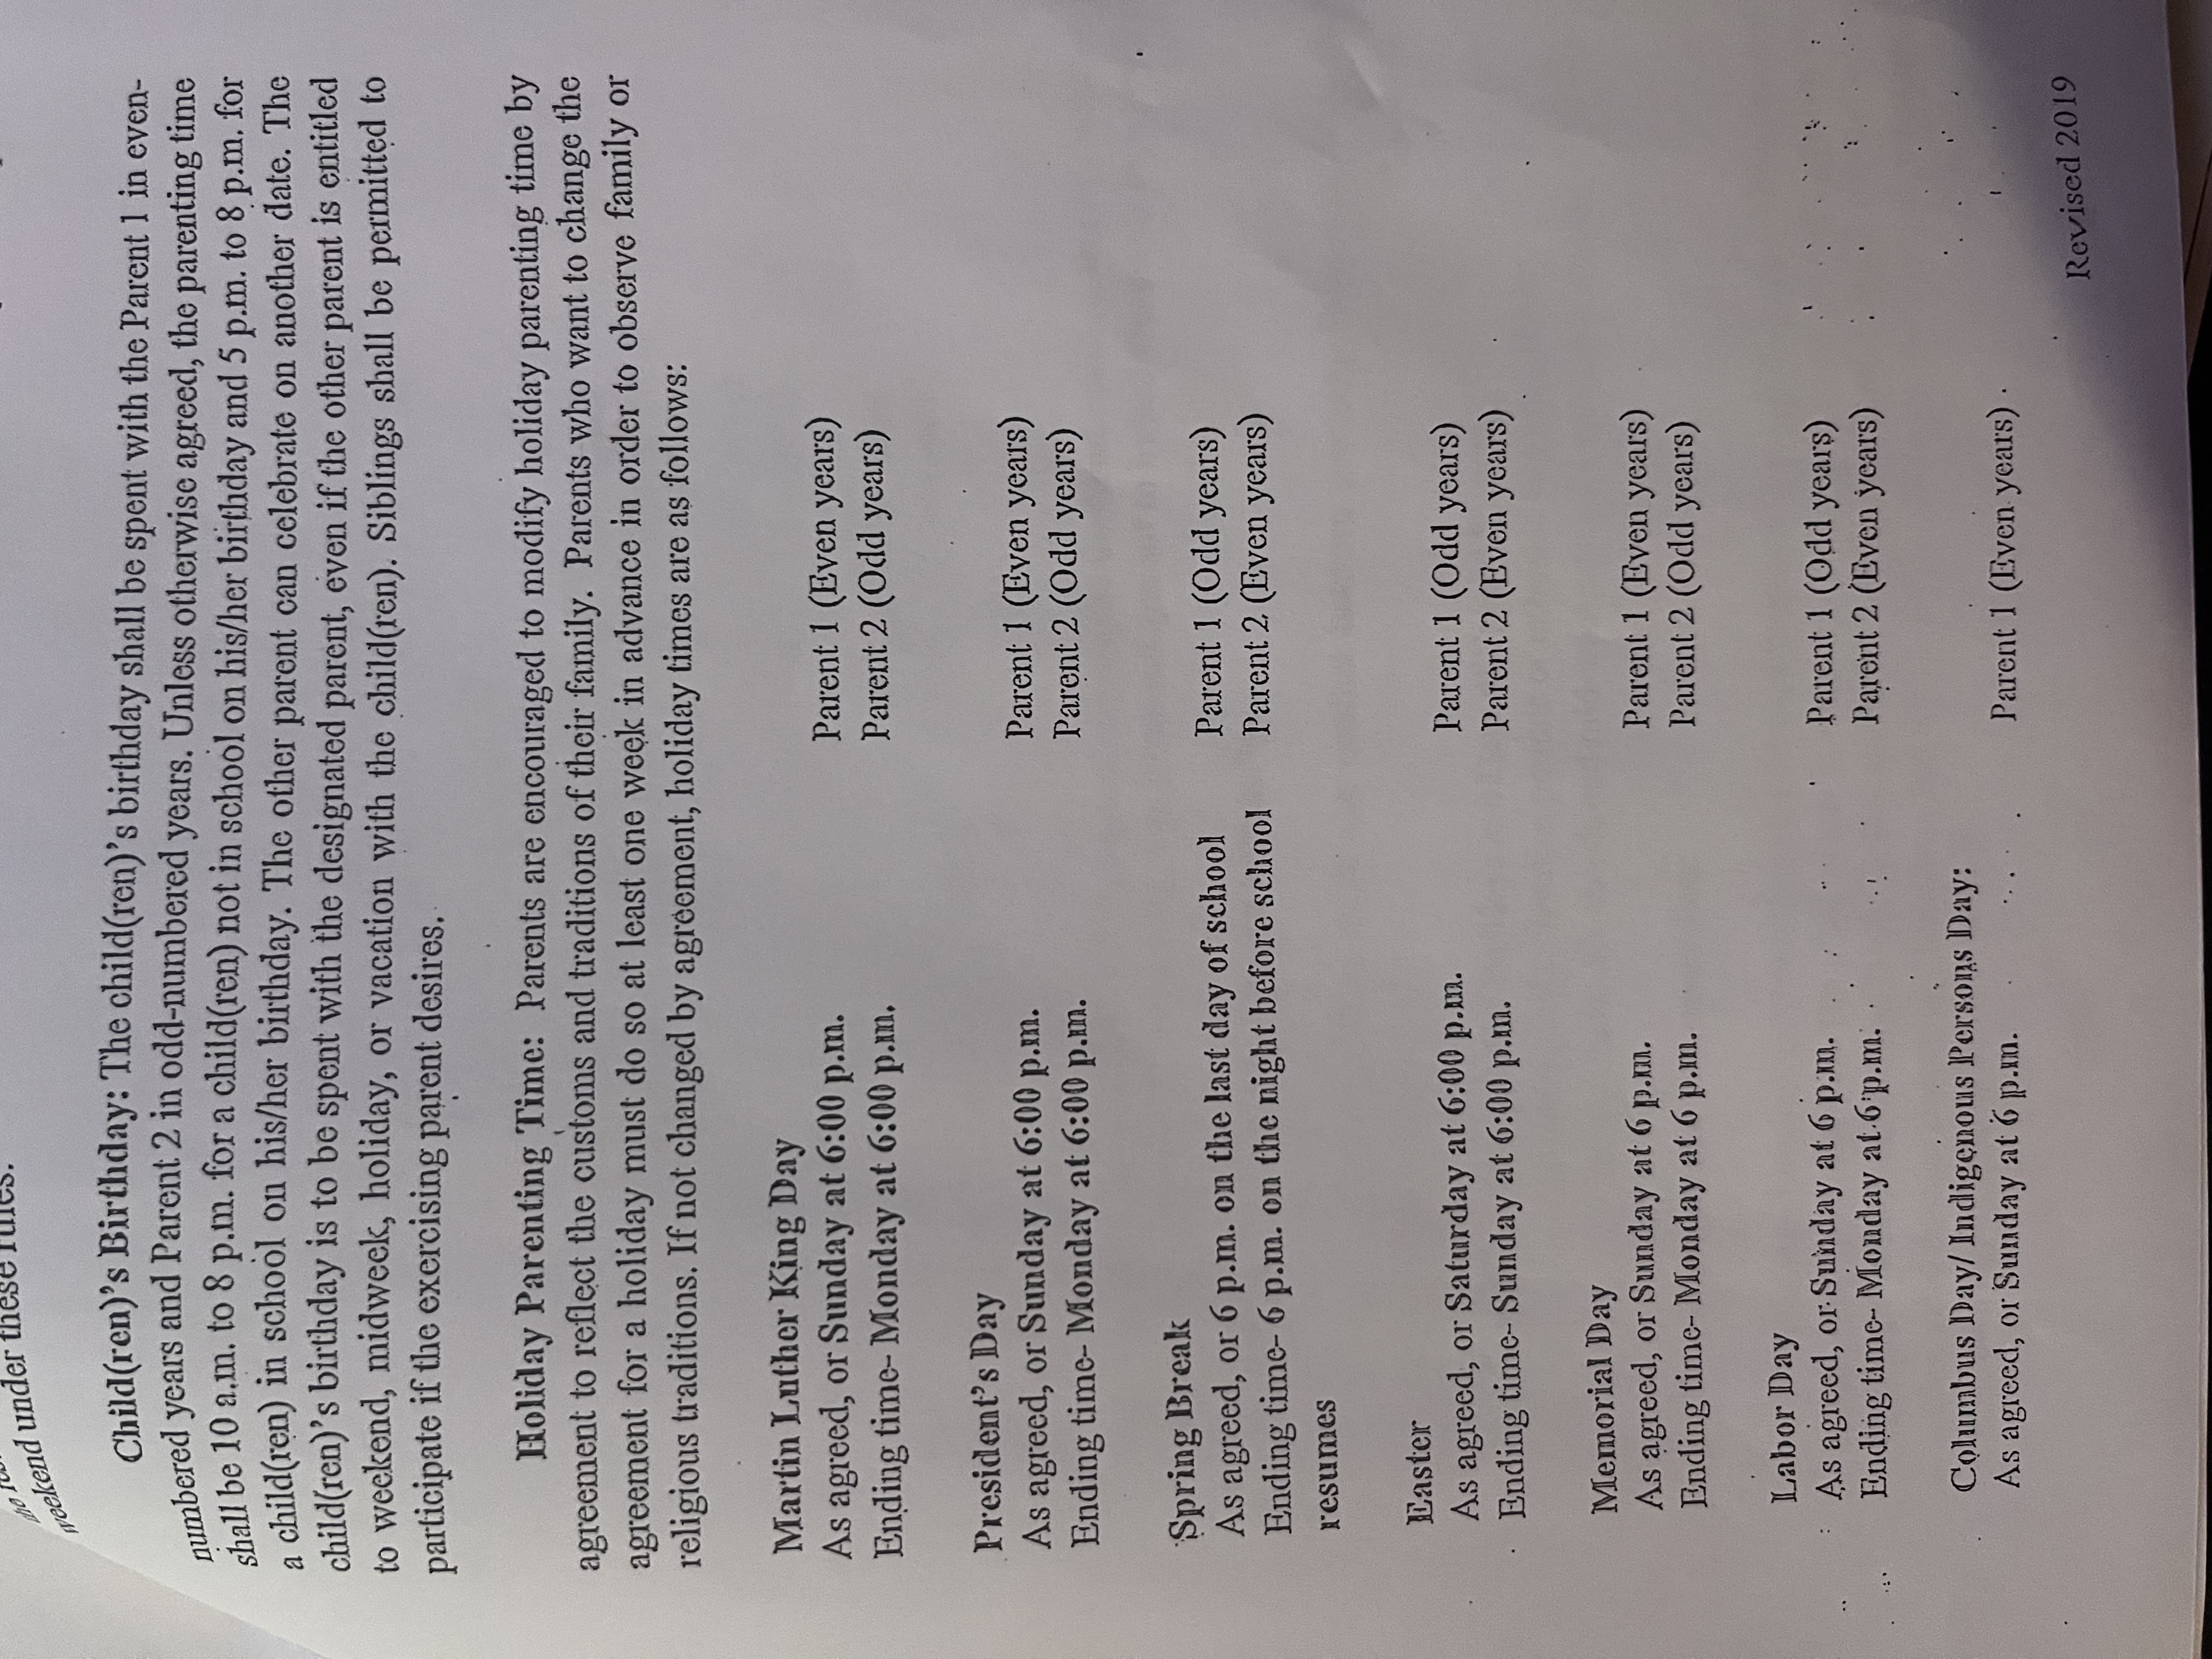 weekend under these rules.
Child(ren)'s Birthday: The child(ren)'s birthday shall be spent with the Parent 1 in even-
numbered years and Parent 2 in odd-numbered years. Unless otherwise agreed, the parenting time
shall be 10 a.m. to 8 p.m. for a child(ren) not in school on his/her birthday and 5 p.m. to 8 p.m. for
a child(ren) in school on his/her birthday. The other parent can celebrate on another date. The
child(ren)'s birthday is to be spent with the designated parent, even if the other parent is entitled
to weekend, midweek, holiday, or vacation with the child(ren). Siblings shall be permitted to
participate if the exercising parent desires.
Holiday Parenting Time: Parents are encouraged to modify holiday parenting time by
agreement to reflect the customs and traditions of their family. Parents who want to change the
agreement for a holiday must do so at least one week in advance in order to observe family or
religious traditions. If not changed by agreement, holiday times are as follows:
Martin Luther King Day
As agreed, or Sunday at 6:00 p.m. Parent 1 (Even years)
Ending time- Monday at 6:00 p.m. Parent 2 (Odd years)
President's Day
As agreed, or Sunday at 6:00 p.m. Parent 1 (Even years)
Ending time- Monday at 6:00 p.m. Parent 2 (Odd years)
Spring Break
As agreed, or 6 p.m. on the last day of school Parent 1 (Odd years)
Ending time- 6 p.m. on the night before school Parent 2 (Even years)
resumes
Easter
As agreed, or Saturday at 6:00 p.m. Parent 1 (Odd years)
Ending time- Sunday at 6:00 p.m. Parent 2 (Even years)
Memorial Day
As agreed, or Sunday at 6 p.m. Parent 1 (Even years)
Ending time- Monday at 6 p.m. Parent 2 (Odd years)
Labor Day
As agreed, or Sunday at 6 p.m. Parent 1 (Odd years)
Ending time- Monday at 6 p.m. Parent 2 (Even years)
Columbus Day/ Indigenous Persons Day:
As agreed, or Sunday at 6 p.m. Parent 1 (Even years)
Revised 2019